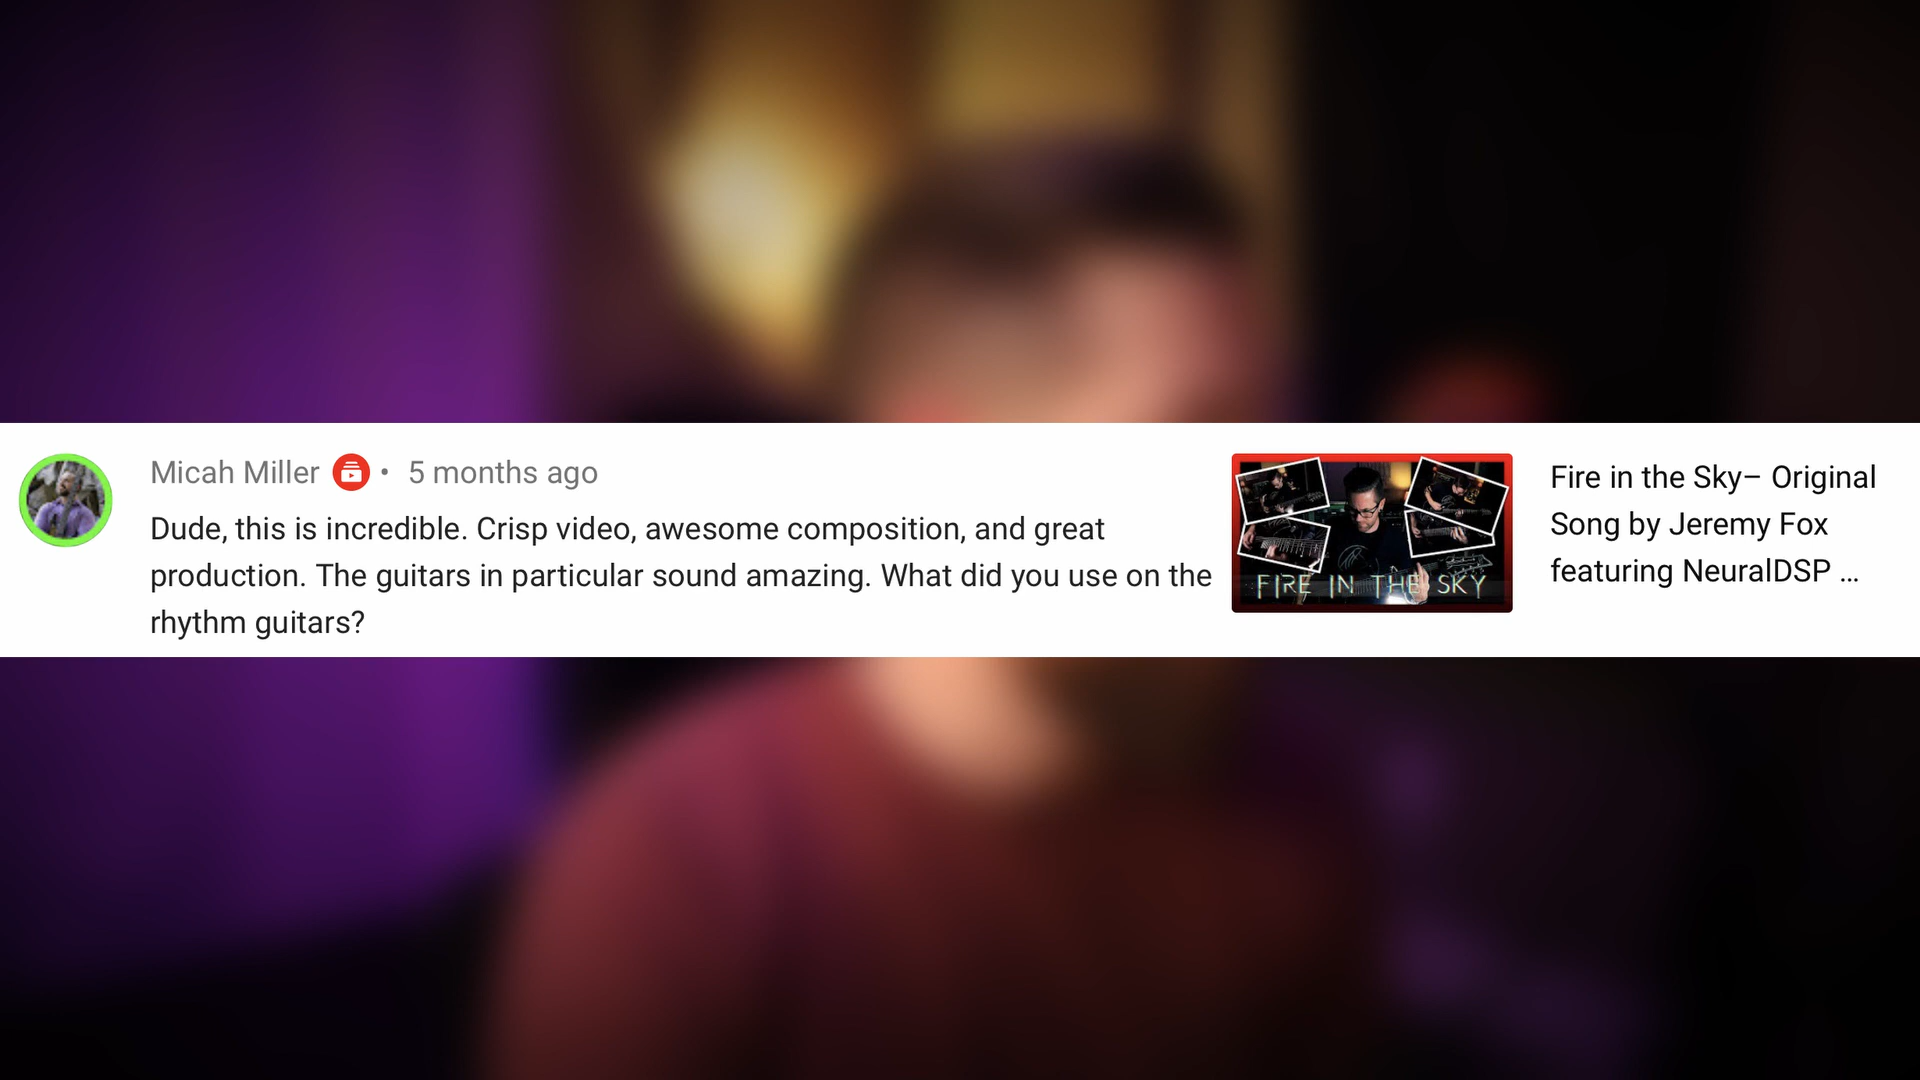 Micah Miller • 5 months ago
Dude, this is incredible. Crisp video, awesome composition, and great
production. The guitars in particular sound amazing. What did you use on the
rhythm guitars?
FIRE IN THE SKY
Fire in the Sky– Original
Song by Jeremy Fox
featuring NeuralDSP ...